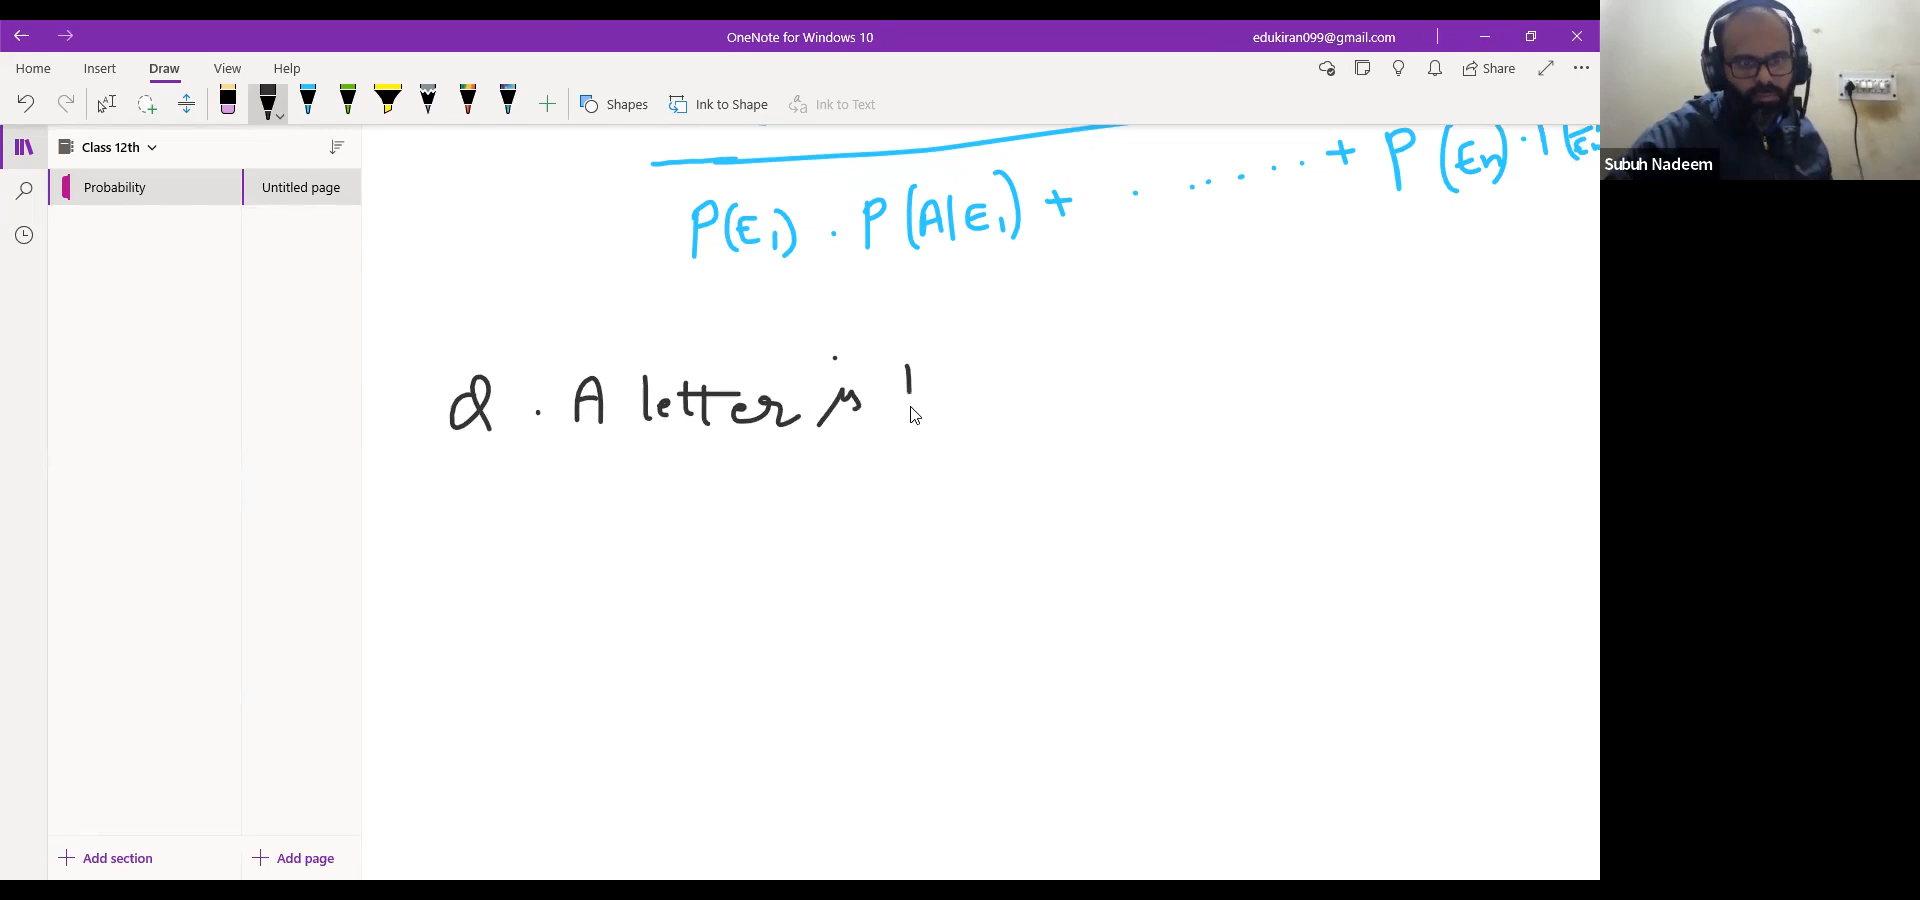 OneNote for Windows 10
edukiran099@gmail.com
Home Insert Draw View Help
Share
Shapes
Ink to Shape
Ink to Text
Class 12th
Probability
Untitled page
P(E₁) . P(A|E₁) + . ..... + P(Eₙ) .
Q . A letter is
Add section
Add page
Subuh Nadeem